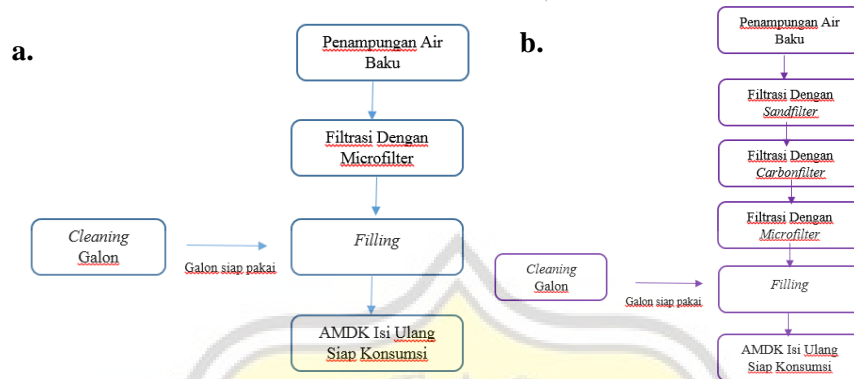 a.
Penampungan Air
Baku
Filtrasi Dengan
Microfilter
Cleaning
Galon
Galon siap pakai
Filling
AMDK Isi Ulang
Siap Konsumsi
b.
Penampungan Air
Baku
Filtrasi Dengan
Sandfilter
Filtrasi Dengan
Carbonfilter
Filtrasi Dengan
Microfilter
Cleaning
Galon
Galon siap pakai
Filling
AMDK Isi Ulang
Siap Konsumsi